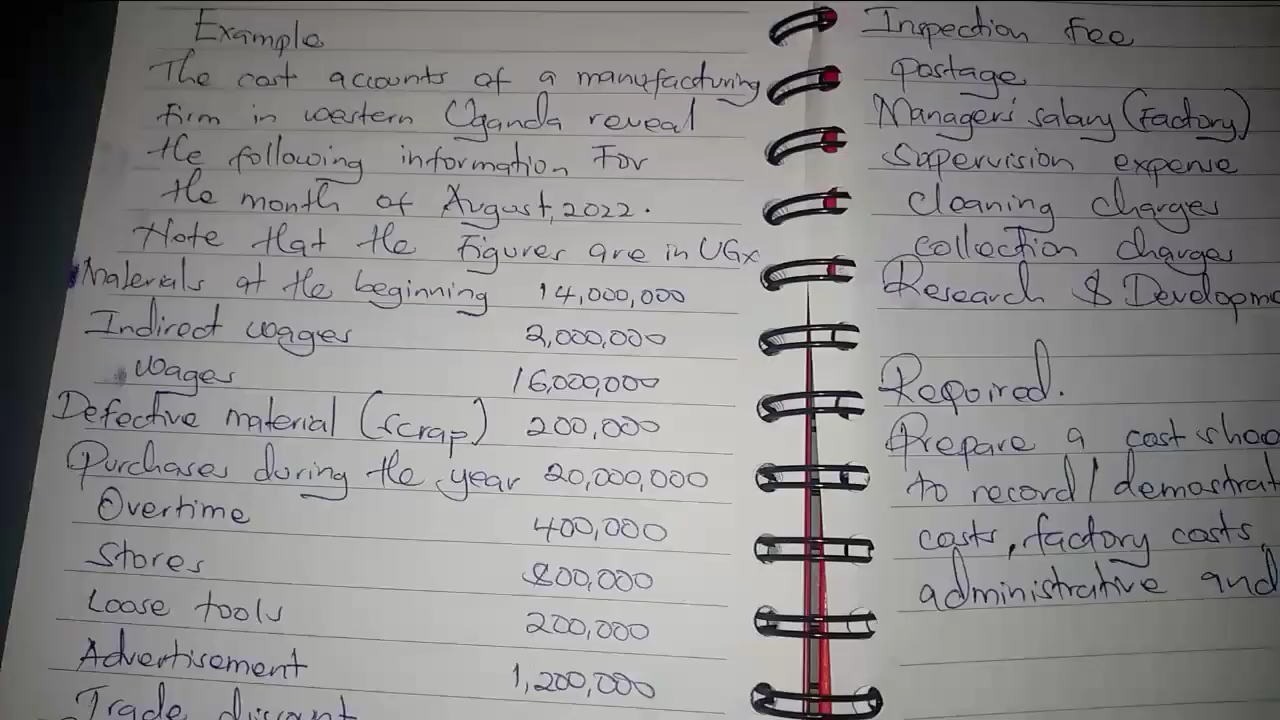 Example
The cost accounts of a manufacturing
firm in western Uganda reveal
the following information For
the month of August, 2022.
Note that the Figures are in UGx
Materials at the beginning 14,000,000
Indirect wages 2,000,000
Wages 16,000,000
Defective material (scrap) 200,000
Purchases during the year 20,000,000
Overtime 400,000
Stores 800,000
Loose tools 200,000
Advertisement 1,200,000
Trade discount
Inspection Fee
postage
Manager's salary (Factory)
Supervision expense
cleaning charges
collection charges
Research & Developme
Required.
Prepare a cost shee
to record/demostrat
costs, factory costs,
administrative and